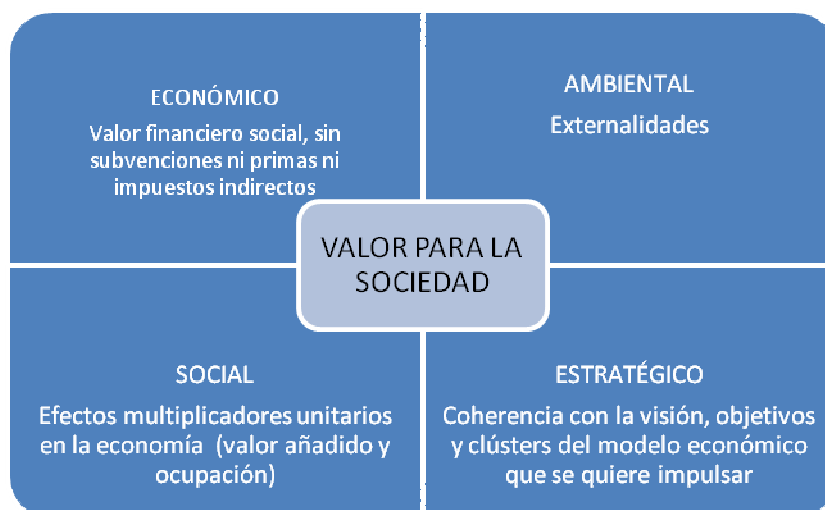 ECONÓMICO
Valor financiero social, sin
subvenciones ni primas ni
impuestos indirectos
AMBIENTAL
Externalidades
VALOR PARA LA
SOCIEDAD
SOCIAL
Efectos multiplicadores unitarios
en la economía (valor añadido y
ocupación)
ESTRATÉGICO
Coherencia con la visión, objetivos
y clústers del modelo económico
que se quiere impulsar